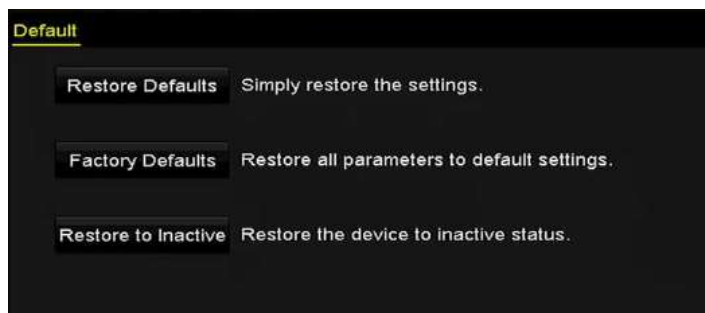 Default
Restore Defaults Simply restore the settings.
Factory Defaults Restore all parameters to default settings.
Restore to Inactive Restore the device to inactive status.